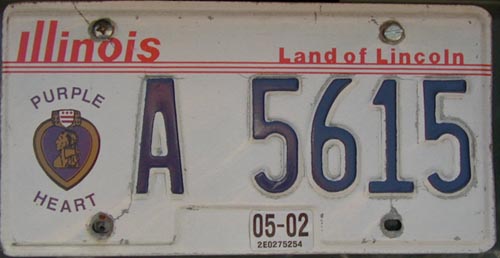 Illinois
Land of Lincoln
PURPLE
HEART
A 5615
05-02
2E0275254